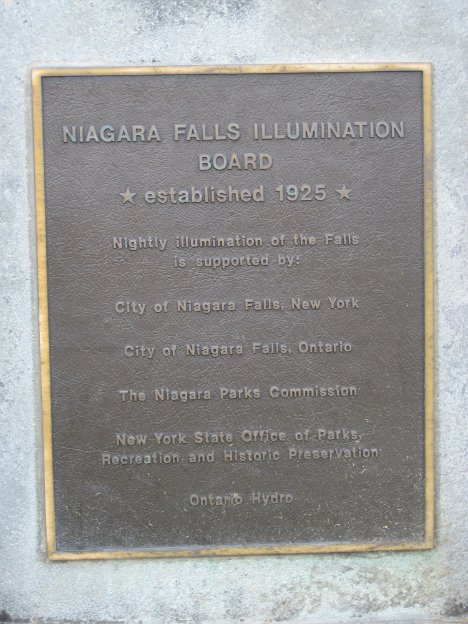 NIAGARA FALLS ILLUMINATION
BOARD
★ established 1925 ★
Nightly illumination of the Falls
is supported by:
City of Niagara Falls, New York
City of Niagara Falls, Ontario
The Niagara Parks Commission
New York State Office of Parks,
Recreation and Historic Preservation
Ontario Hydro